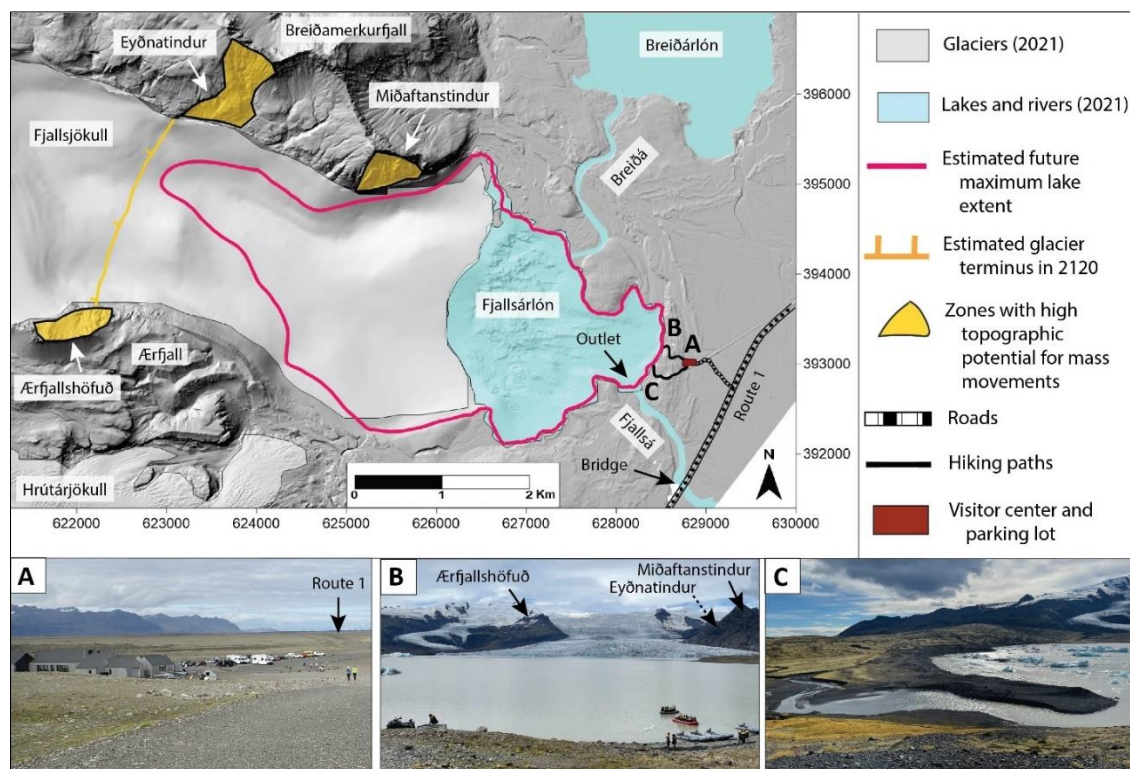 Breiðamerkurfjall
Eyðnatindur
Breiðárlón
Miðaftanstindur
Fjallsjökull
Breiðá
Fjallsárlón
B
A
Outlet
C
Ærfjall
Ærfjallshöfuð
Fjallsá
Route 1
Bridge
Hrútárjökull
N
0 1 2 Km
396000
395000
394000
393000
392000
622000 623000 624000 625000 626000 627000 628000 629000 630000
Glaciers (2021)
Lakes and rivers (2021)
Estimated future
maximum lake
extent
Estimated glacier
terminus in 2120
Zones with high
topographic
potential for mass
movements
Roads
Hiking paths
Visitor center and
parking lot
A
Route 1
B
Ærfjallshöfuð
Miðaftanstindur
Eyðnatindur
C